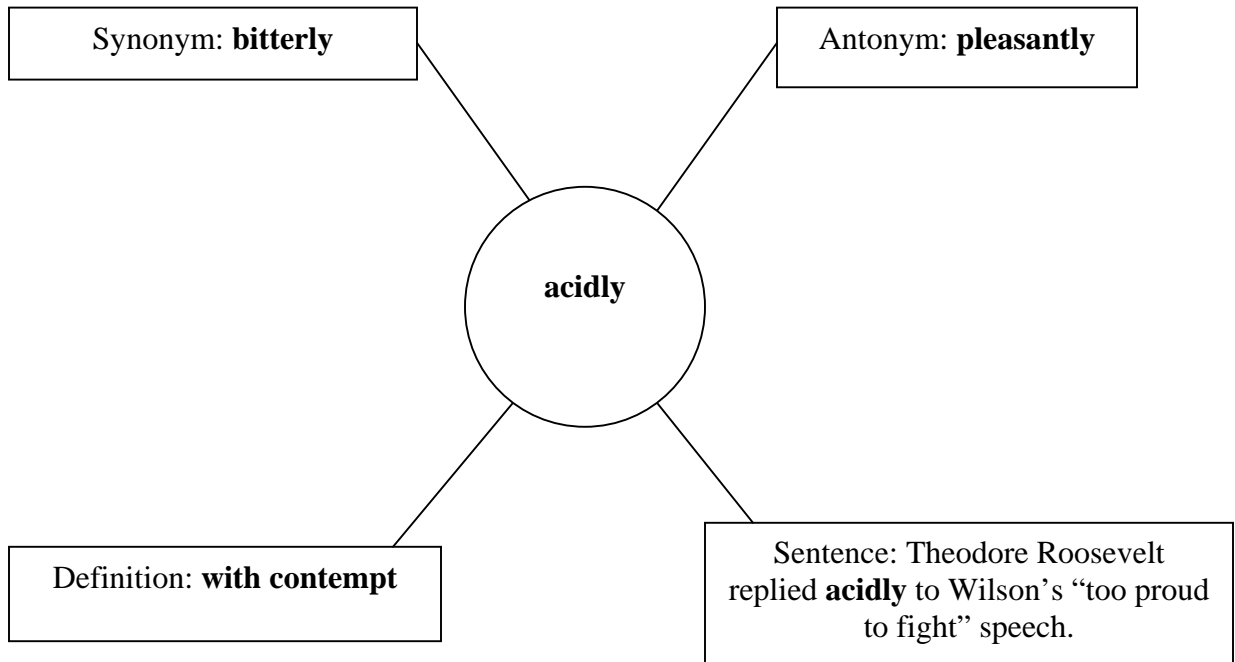 Synonym: bitterly
Antonym: pleasantly
acidly
Definition: with contempt
Sentence: Theodore Roosevelt
replied acidly to Wilson’s “too proud
to fight” speech.